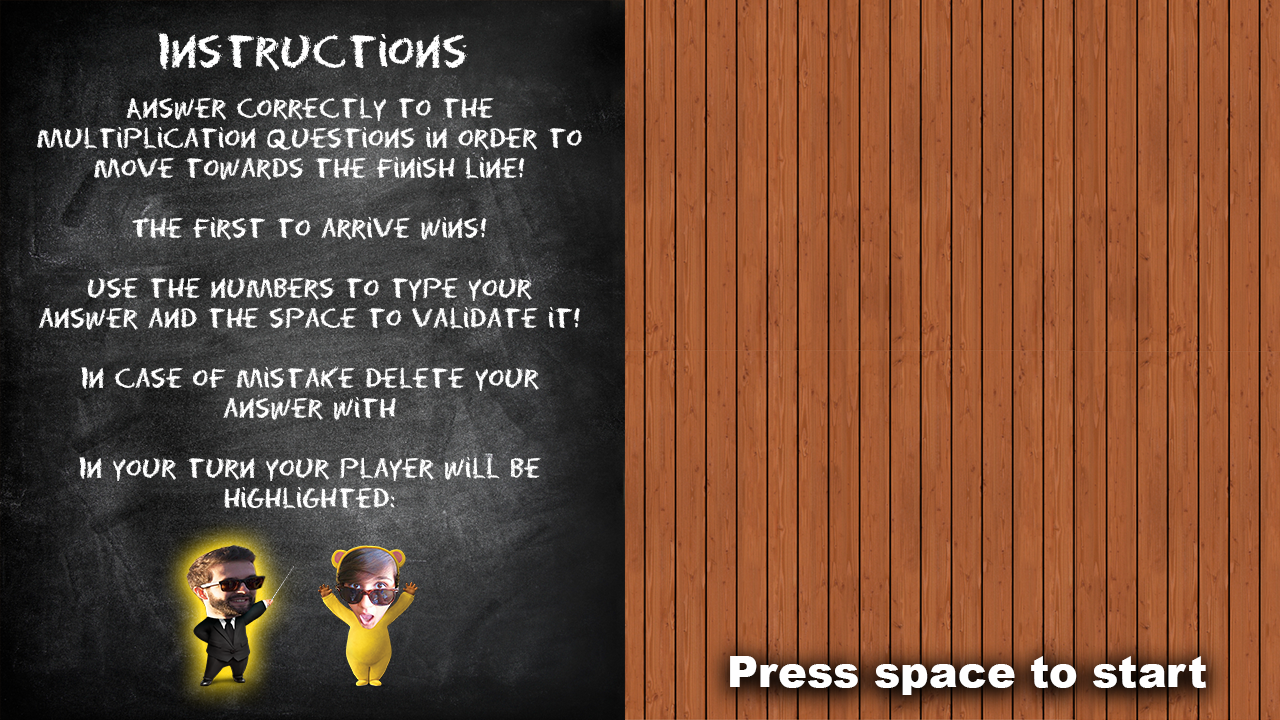 INSTRUCTIONS
ANSWER CORRECTLY TO THE
MULTIPLICATION QUESTIONS IN ORDER TO
MOVE TOWARDS THE FINISH LINE!
THE FIRST TO ARRIVE WINS!
USE THE NUMBERS TO TYPE YOUR
ANSWER AND THE SPACE TO VALIDATE IT!
IN CASE OF MISTAKE DELETE YOUR
ANSWER WITH
IN YOUR TURN YOUR PLAYER WILL BE
HIGHLIGHTED:
Press space to start